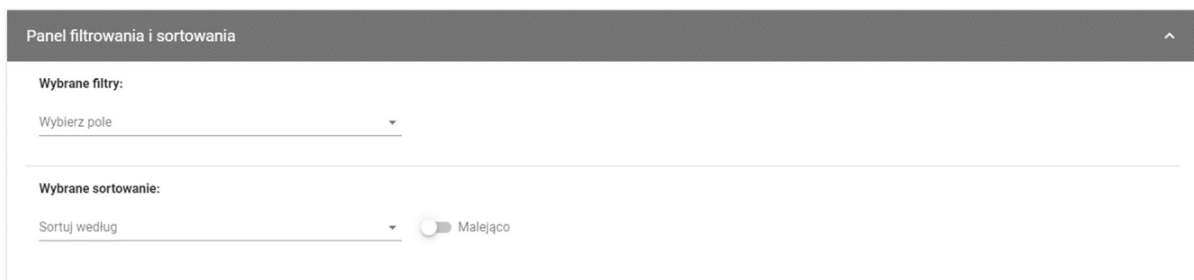 Panel filtrowania i sortowania
Wybrane filtry:
Wybierz pole
Wybrane sortowanie:
Sortuj według
Malejąco